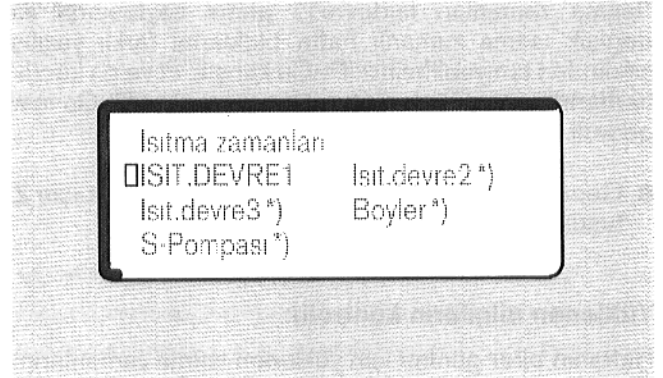 Isıtma zamanları
ISIT.DEVRE1 Isıt.devre2 *)
Isıt.devre3 *) Boyler *)
S-Pompası *)